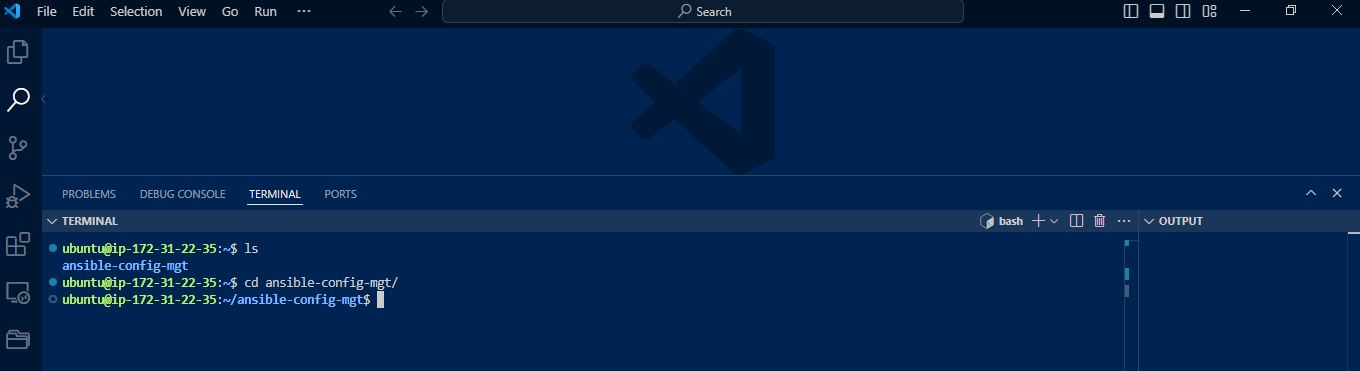 File Edit Selection View Go Run ···
Search
PROBLEMS DEBUG CONSOLE TERMINAL PORTS
TERMINAL
bash
OUTPUT
ubuntu@ip-172-31-22-35:~$ ls
ansible-config-mgt
ubuntu@ip-172-31-22-35:~$ cd ansible-config-mgt/
ubuntu@ip-172-31-22-35:~/ansible-config-mgt$